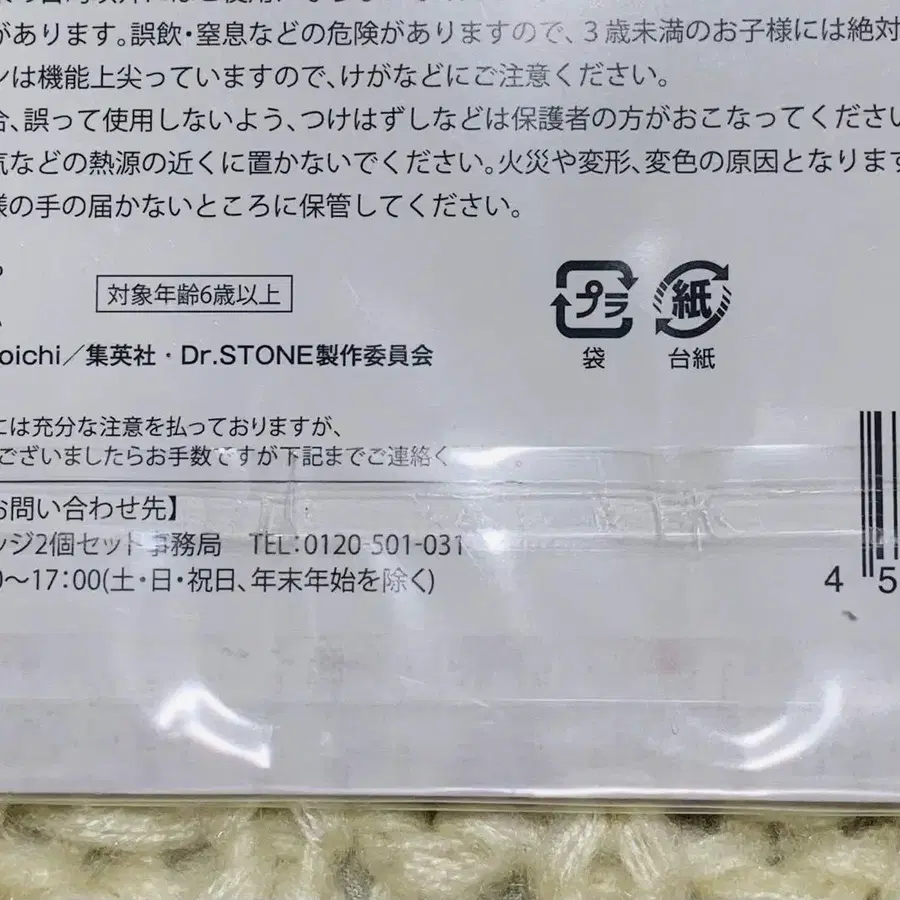 があります。誤飲・窒息などの危険がありますので、3歳未満のお子様には絶対
ンは機能上尖っていますので、けがなどにご注意ください。
合、誤って使用しないよう、つけはずしなどは保護者の方がおこなってください
気などの熱源の近くに置かないでください。火災や変形、変色の原因となります
様の手の届かないところに保管してください。
対象年齢6歳以上
プラ
紙
袋
台紙
oichi／集英社・Dr.STONE製作委員会
には充分な注意を払っておりますが、
ございましたらお手数ですが下記までご連絡く
お問い合わせ先】
ッジ2個セット事務局 TEL:0120-501-031
0～17:00(土・日・祝日、年末年始を除く)
4 5